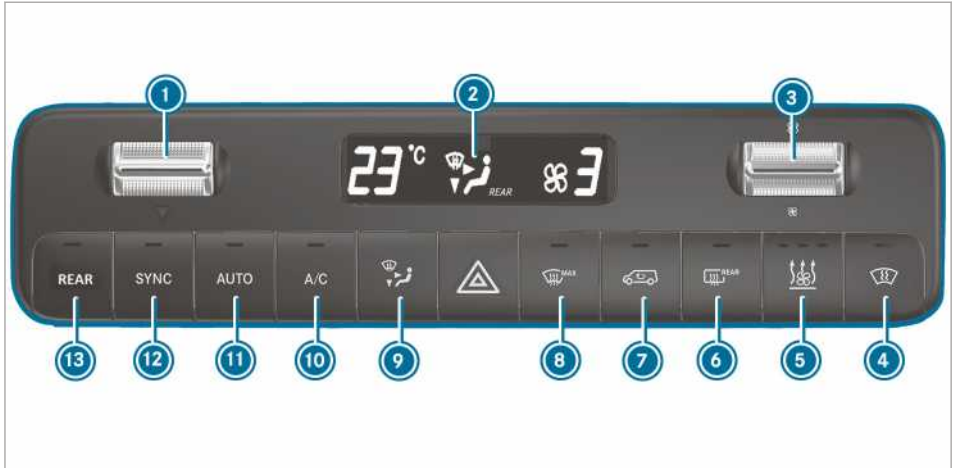 1 2 3
23 °C REAR 3
REAR SYNC AUTO A/C MAX REAR
13 12 11 10 9 8 7 6 5 4